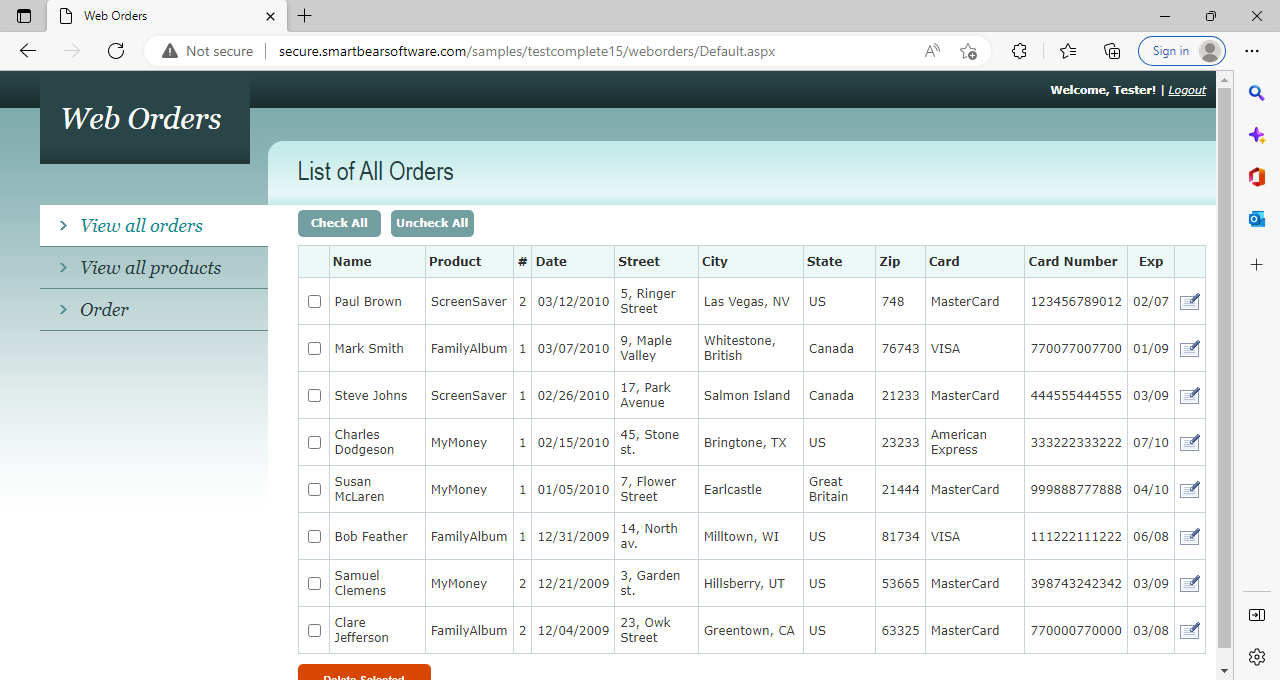 Web Orders
Not secure
secure.smartbearsoftware.com/samples/testcomplete15/weborders/Default.aspx
Sign in
Welcome, Tester! | Logout
Web Orders
List of All Orders
View all orders
View all products
Order
Check All
Uncheck All
Name Product # Date Street City State Zip Card Card Number Exp
Paul Brown ScreenSaver 2 03/12/2010 5, Ringer Street Las Vegas, NV US 748 MasterCard 123456789012 02/07
Mark Smith FamilyAlbum 1 03/07/2010 9, Maple Valley Whitestone, British Canada 76743 VISA 770077007700 01/09
Steve Johns ScreenSaver 1 02/26/2010 17, Park Avenue Salmon Island Canada 21233 MasterCard 444555444555 03/09
Charles Dodgeson MyMoney 1 02/15/2010 45, Stone st. Bringtone, TX US 23233 American Express 333222333222 07/10
Susan McLaren MyMoney 1 01/05/2010 7, Flower Street Earlcastle Great Britain 21444 MasterCard 999888777888 04/10
Bob Feather FamilyAlbum 1 12/31/2009 14, North av. Milltown, WI US 81734 VISA 111222111222 06/08
Samuel Clemens MyMoney 2 12/21/2009 3, Garden st. Hillsberry, UT US 53665 MasterCard 398743242342 03/09
Clare Jefferson FamilyAlbum 2 12/04/2009 23, Owk Street Greentown, CA US 63325 MasterCard 770000770000 03/08
Delete Selected